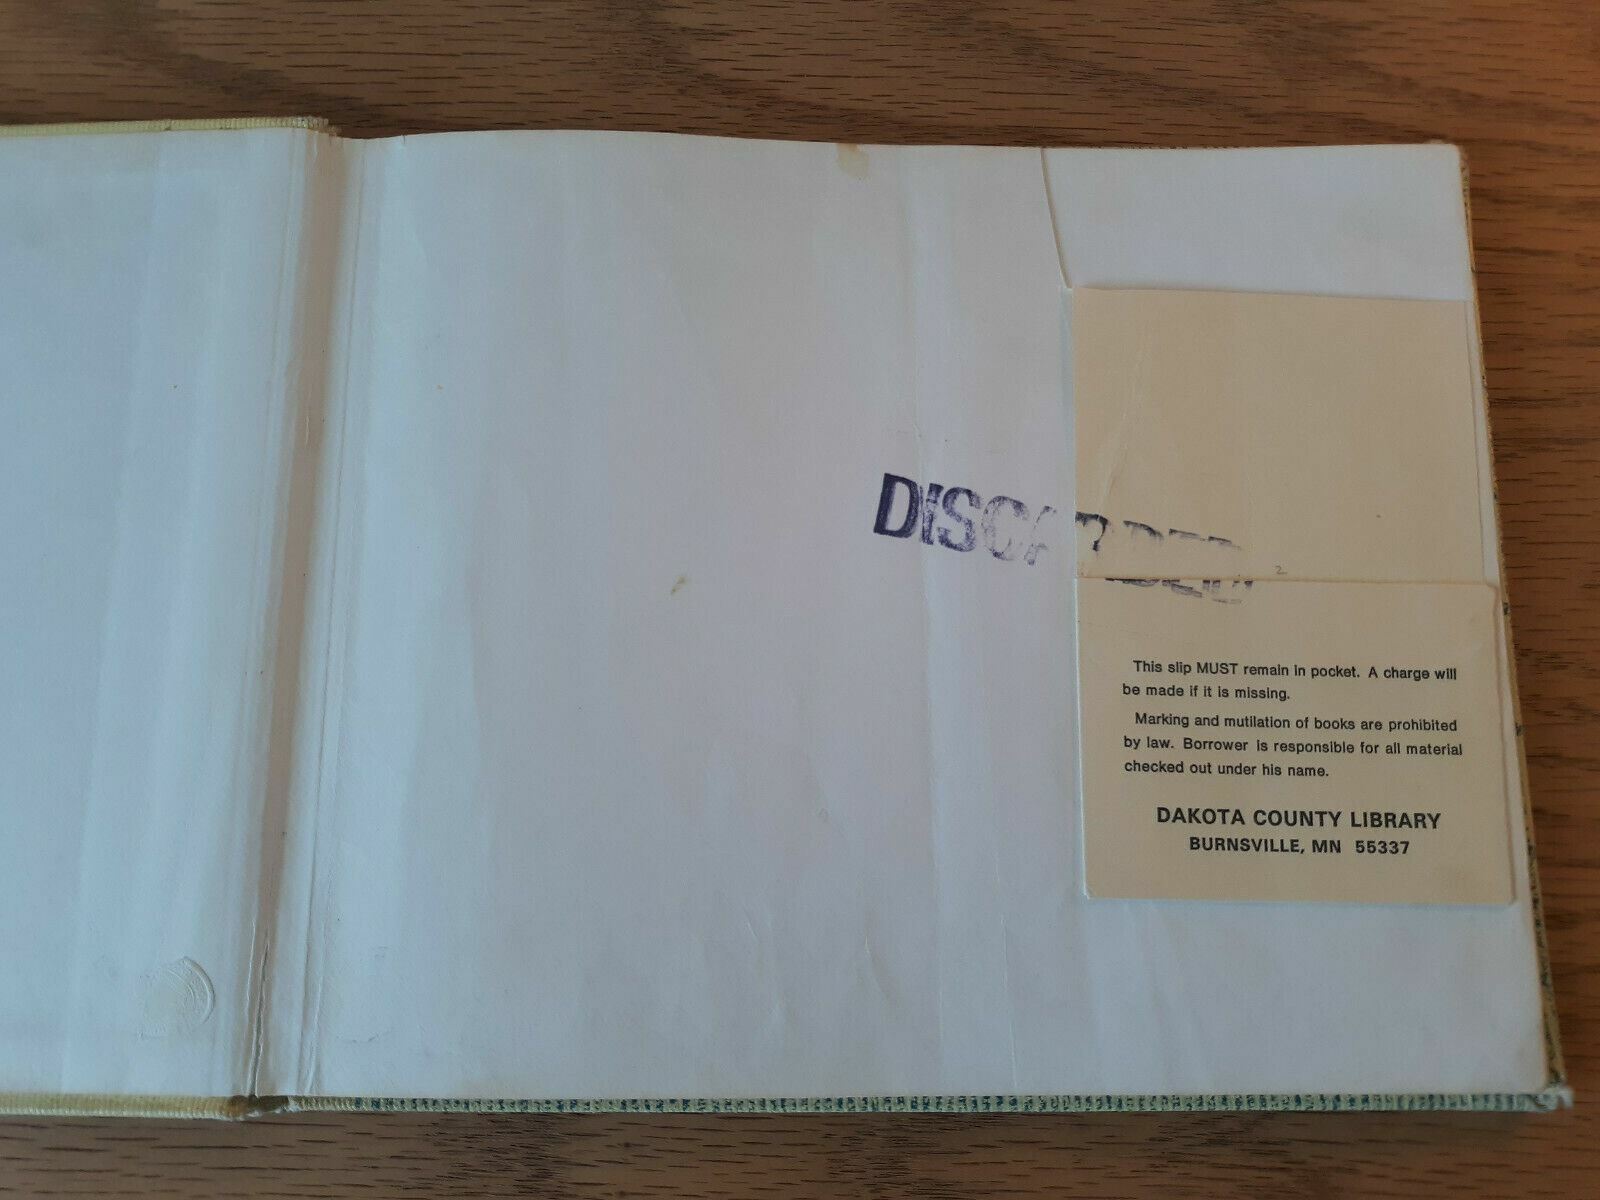 DISCARDED
2
This slip MUST remain in pocket. A charge will
be made if it is missing.
Marking and mutilation of books are prohibited
by law. Borrower is responsible for all material
checked out under his name.
DAKOTA COUNTY LIBRARY
BURNSVILLE, MN 55337